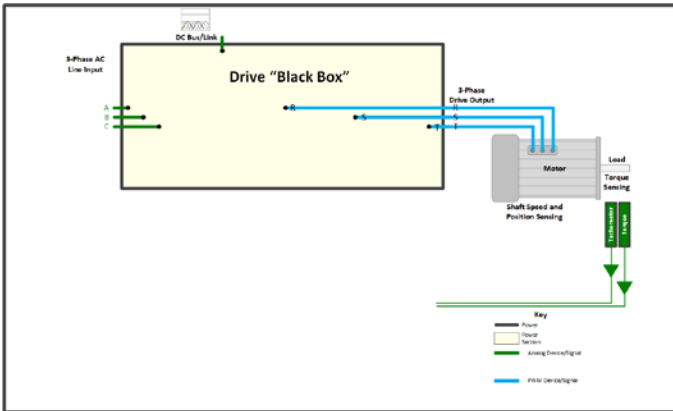 DC Bus/Link
3-Phase AC
Line Input
Drive "Black Box"
3-Phase
Drive Output
A
B
C
R
S
T
R
S
T
Motor
Load
Torque
Sensing
Shaft Speed and
Position Sensing
Tachometer
Torque
Key
Power
Power
Section
Analog Device/Signal
PWM Device/Signal